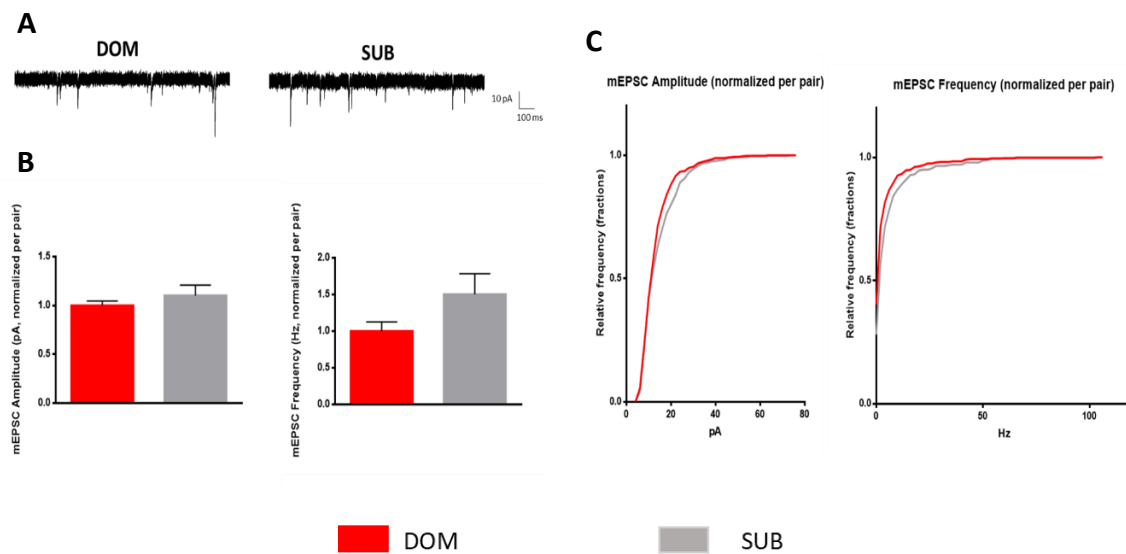 A
DOM
SUB
10 pA
100 ms
B
mEPSC Amplitude (pA, normalized per pair)
1.5
1.0
0.5
0.0
mEPSC Frequency (Hz, normalized per pair)
2.0
1.5
1.0
0.5
0.0
C
mEPSC Amplitude (normalized per pair)
Relative frequency (fractions)
1.0
0.5
0.0
0
20
40
60
80
pA
mEPSC Frequency (normalized per pair)
Relative frequency (fractions)
1.0
0.5
0.0
0
50
100
Hz
DOM
SUB